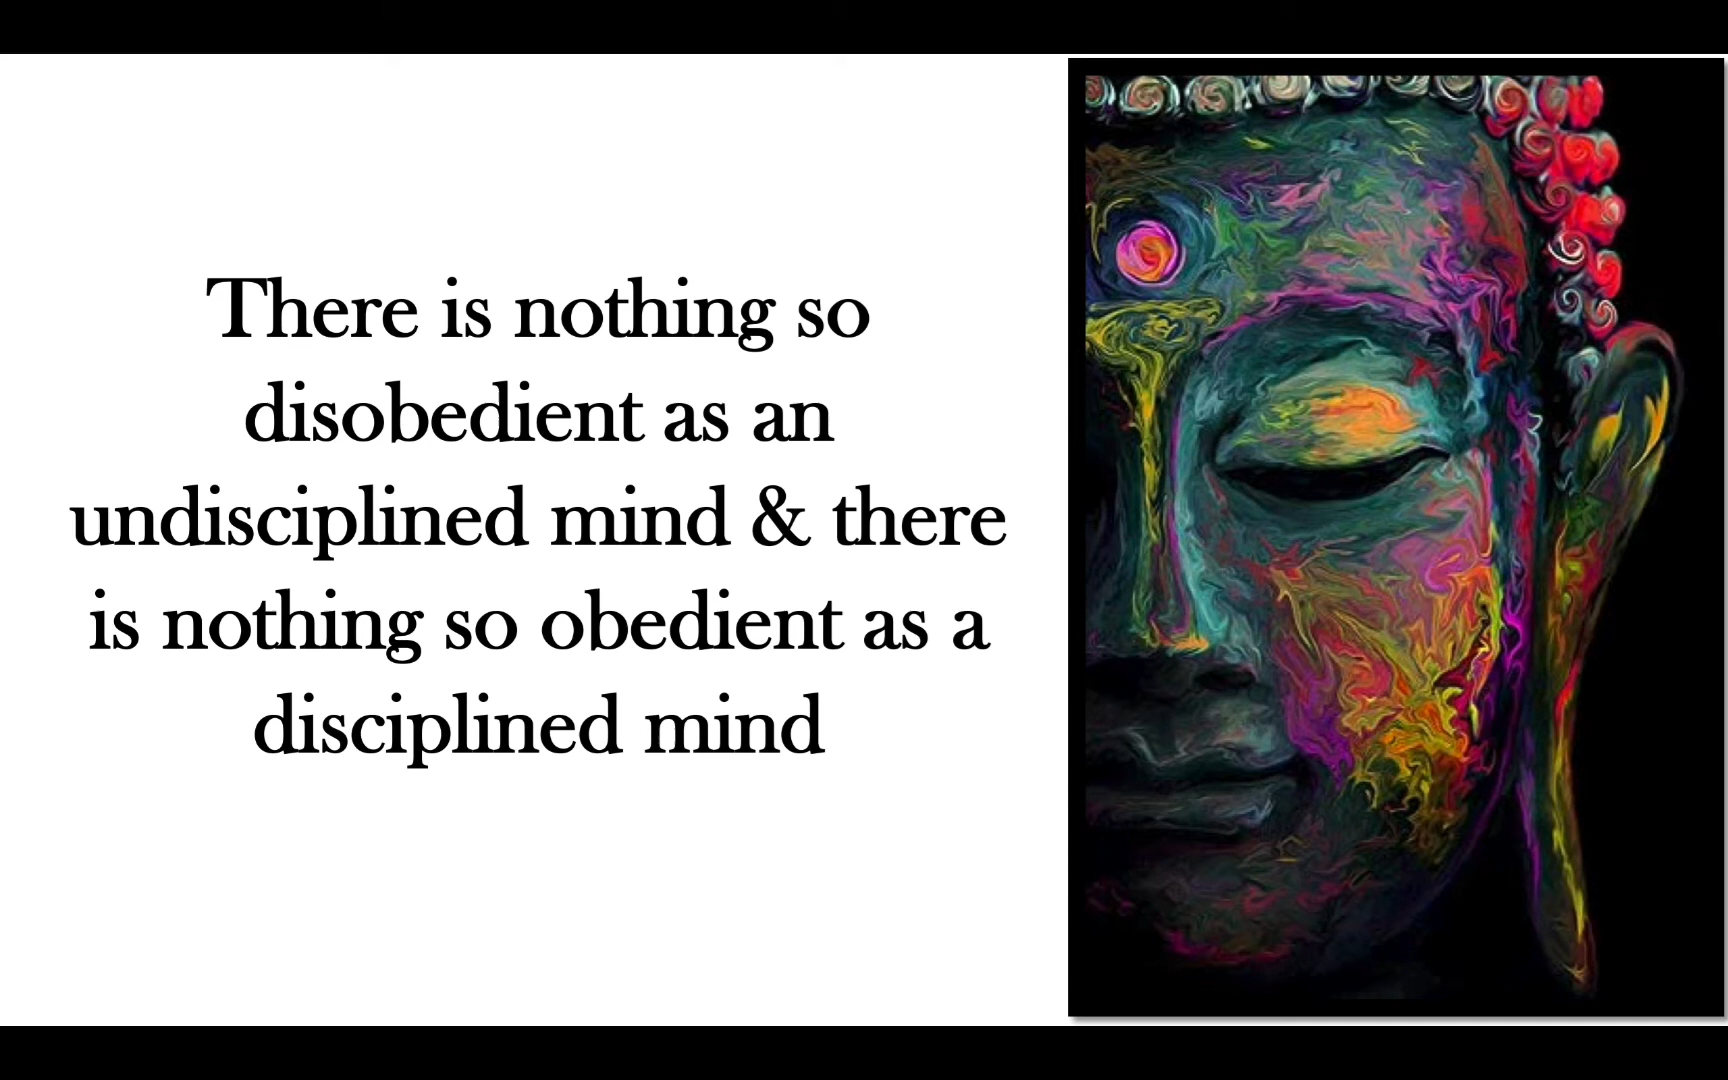 There is nothing so
disobedient as an
undisciplined mind & there
is nothing so obedient as a
disciplined mind